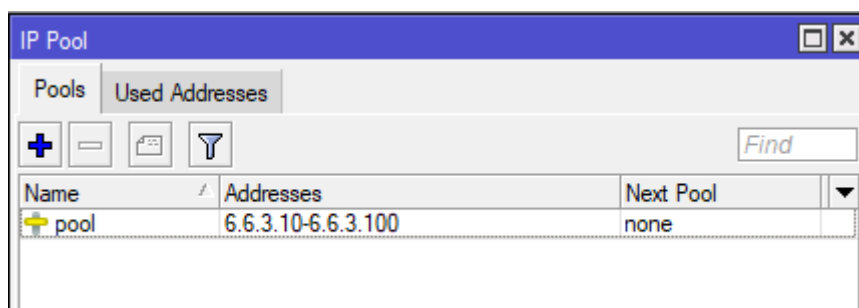 IP Pool
Pools Used Addresses
Find
Name Addresses Next Pool
pool 6.6.3.10-6.6.3.100 none